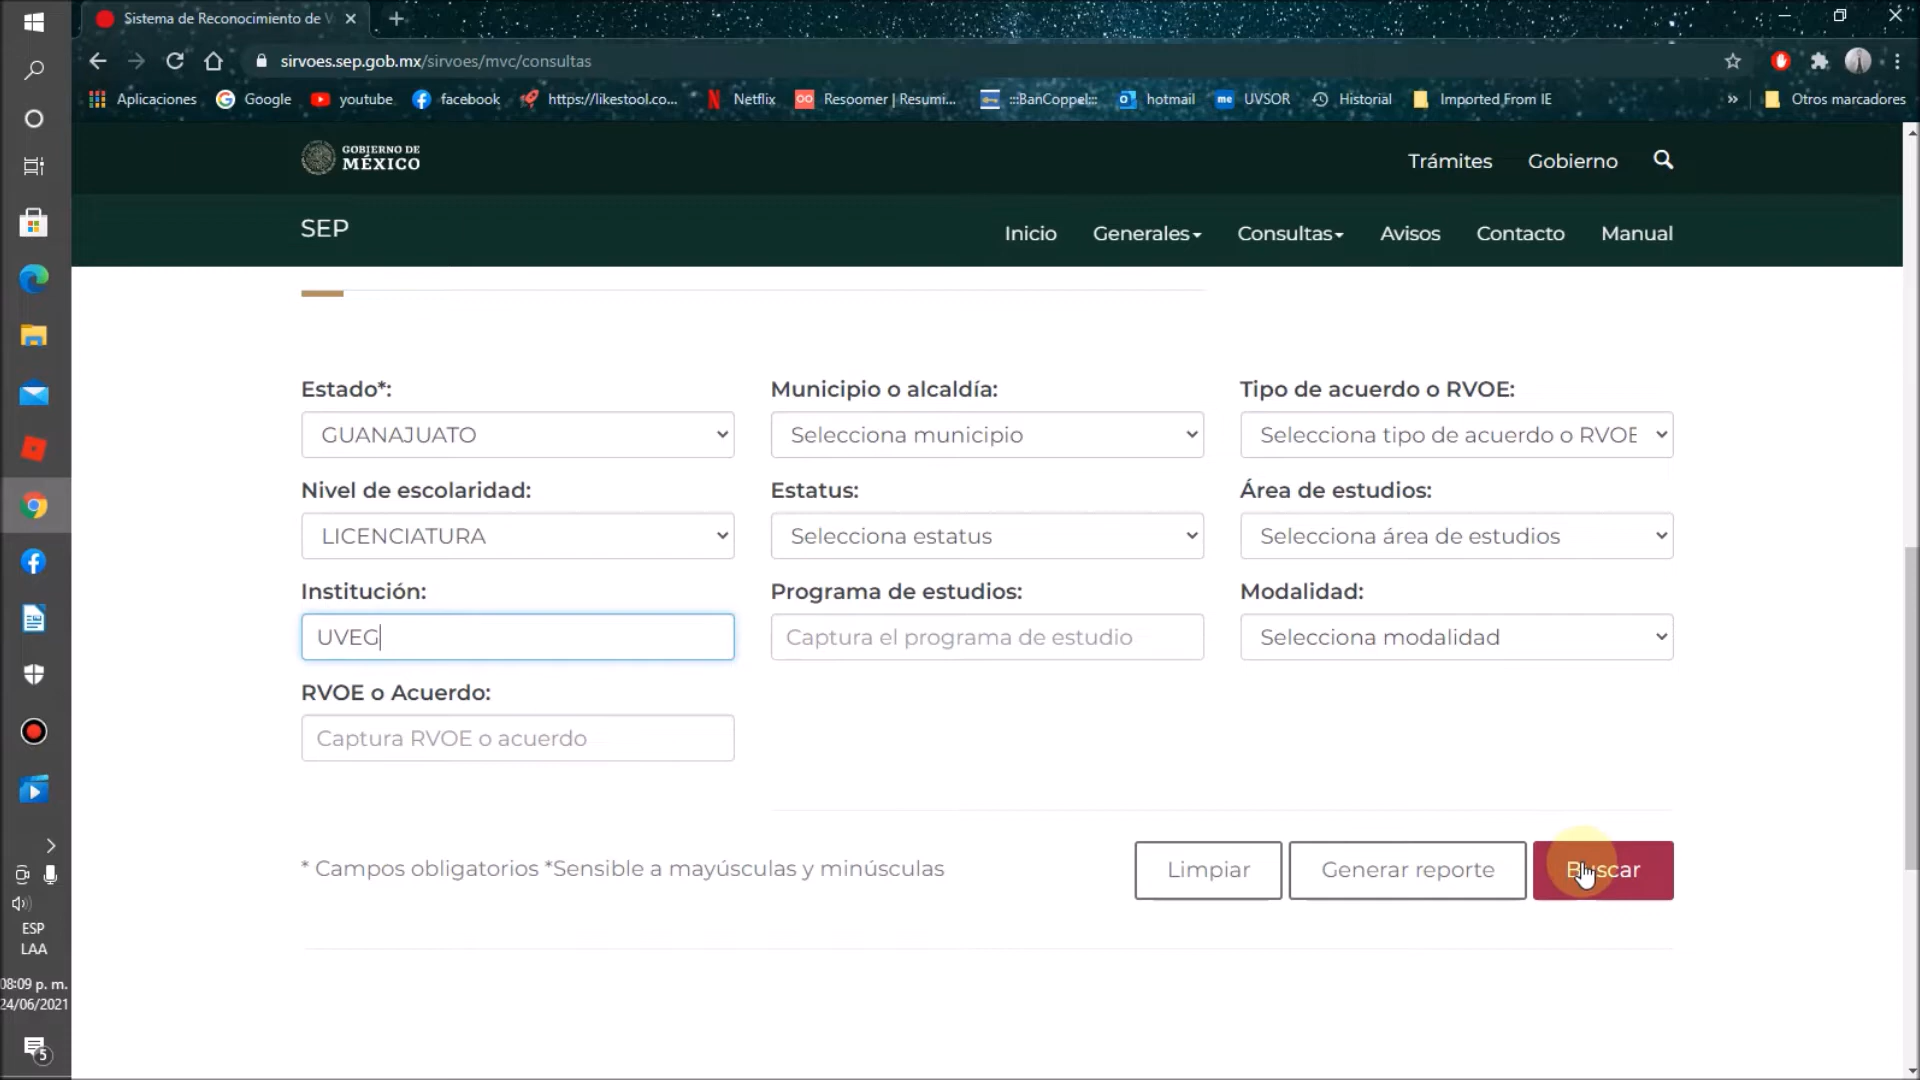 Sistema de Reconocimiento de V
sirvoes.sep.gob.mx/sirvoes/mvc/consultas
Aplicaciones Google youtube facebook https://likestool.co... Netflix Resoomer | Resumi... :::BanCoppel::: hotmail UVSOR Historial Imported From IE » Otros marcadores
GOBIERNO DE
MÉXICO
Trámites Gobierno
SEP
Inicio Generales Consultas Avisos Contacto Manual
Estado*: Municipio o alcaldía: Tipo de acuerdo o RVOE:
GUANAJUATO Selecciona municipio Selecciona tipo de acuerdo o RVOE
Nivel de escolaridad: Estatus: Área de estudios:
LICENCIATURA Selecciona estatus Selecciona área de estudios
Institución: Programa de estudios: Modalidad:
UVEG Captura el programa de estudio Selecciona modalidad
RVOE o Acuerdo:
Captura RVOE o acuerdo
* Campos obligatorios *Sensible a mayúsculas y minúsculas
Limpiar Generar reporte Buscar
ESP
LAA
08:09 p. m.
24/06/2021
5